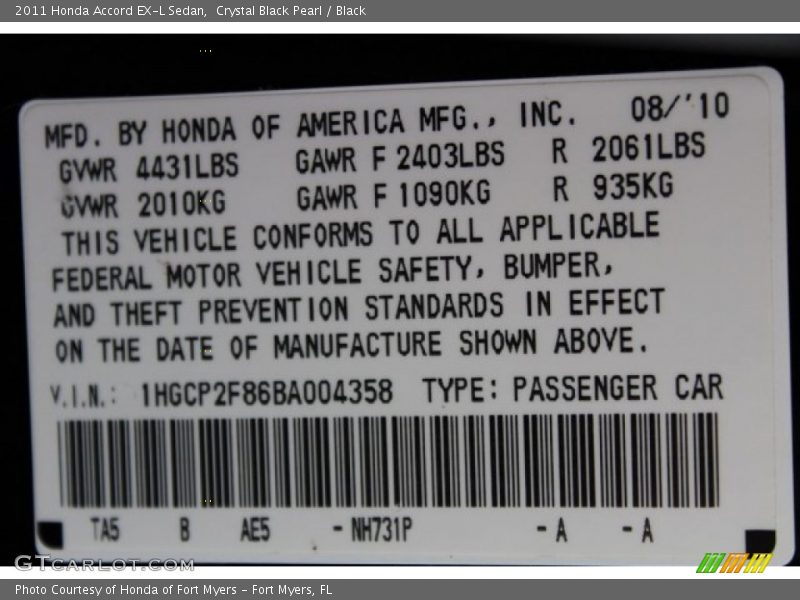 2011 Honda Accord EX-L Sedan,  Crystal Black Pearl / Black
MFD. BY HONDA OF AMERICA MFG., INC. 08/'10
GVWR 4431LBS GAWR F 2403LBS R 2061LBS
GVWR 2010KG GAWR F 1090KG R 935KG
THIS VEHICLE CONFORMS TO ALL APPLICABLE
FEDERAL MOTOR VEHICLE SAFETY, BUMPER,
AND THEFT PREVENTION STANDARDS IN EFFECT
ON THE DATE OF MANUFACTURE SHOWN ABOVE.
V.I.N.: 1HGCP2F86BA004358 TYPE: PASSENGER CAR
TA5 B AE5 -NH731P -A -A
GTCarLot.com
Photo Courtesy of Honda of Fort Myers - Fort Myers, FL